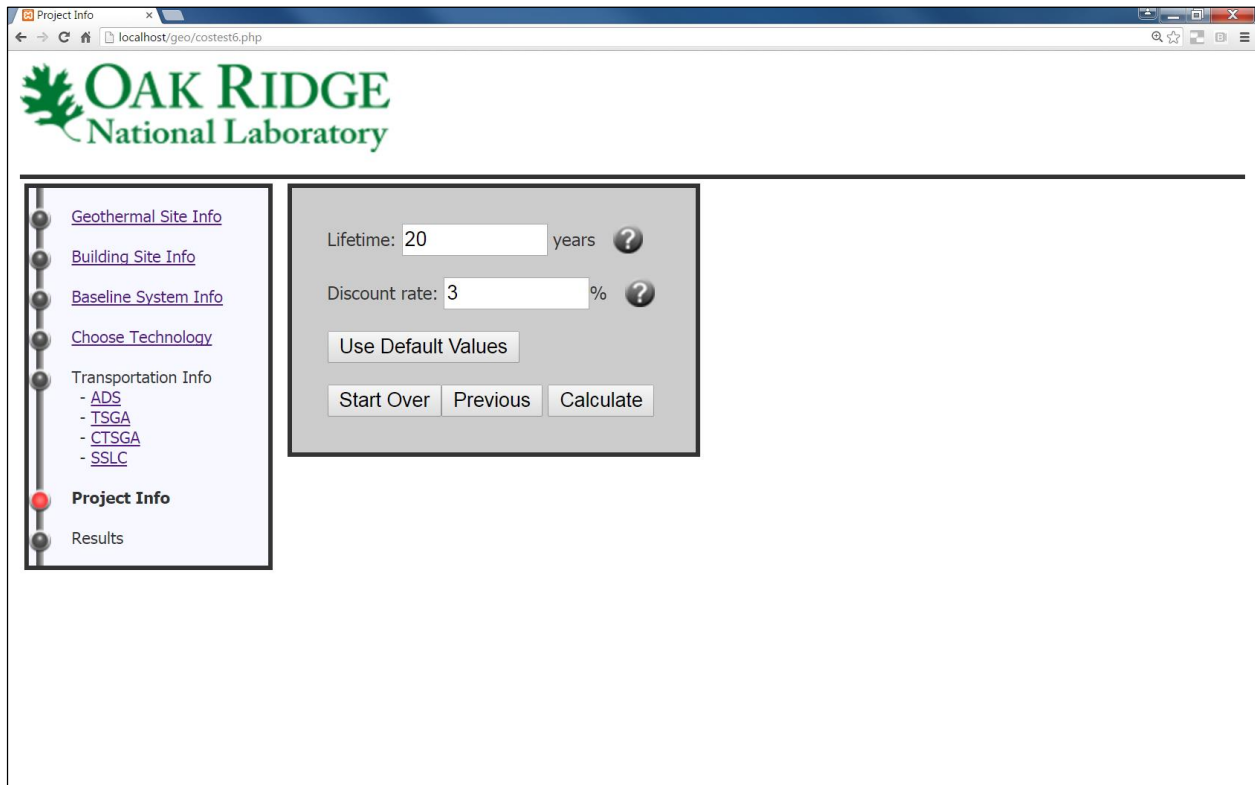 Project Info
localhost/geo/costest6.php
OAK RIDGE
National Laboratory
Geothermal Site Info
Building Site Info
Baseline System Info
Choose Technology
Transportation Info
- ADS
- TSGA
- CTSGA
- SSLC
Project Info
Results
Lifetime: 20 years ?
Discount rate: 3 % ?
Use Default Values
Start Over Previous Calculate